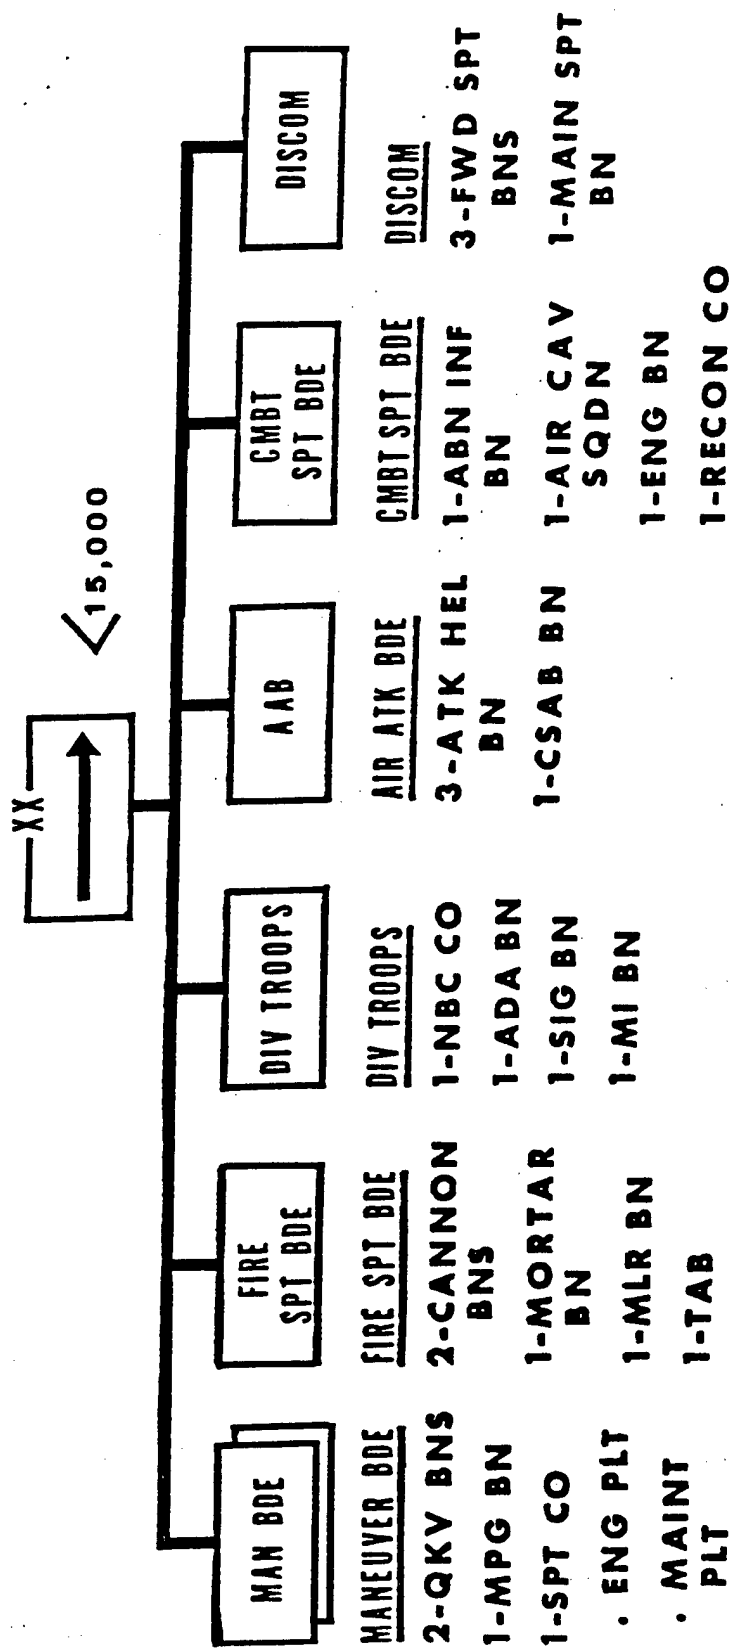 XX
<15,000
MAN BDE
FIRE
SPT BDE
DIV TROOPS
AAB
CMBT
SPT BDE
DISCOM
MANEUVER BDE
2-QKV BNS
1-MPG BN
1-SPT CO
. ENG PLT
. MAINT
PLT
FIRE SPT BDE
2-CANNON
BNS
1-MORTAR
BN
1-MLR BN
1-TAB
DIV TROOPS
1-NBC CO
1-ADA BN
1-SIG BN
1-MI BN
AIR ATK BDE
3-ATK HEL
BN
1-CSAB BN
CMBT SPT BDE
1-ABN INF
BN
1-AIR CAV
SQDN
1-ENG BN
1-RECON CO
DISCOM
3-FWD SPT
BNS
1-MAIN SPT
BN